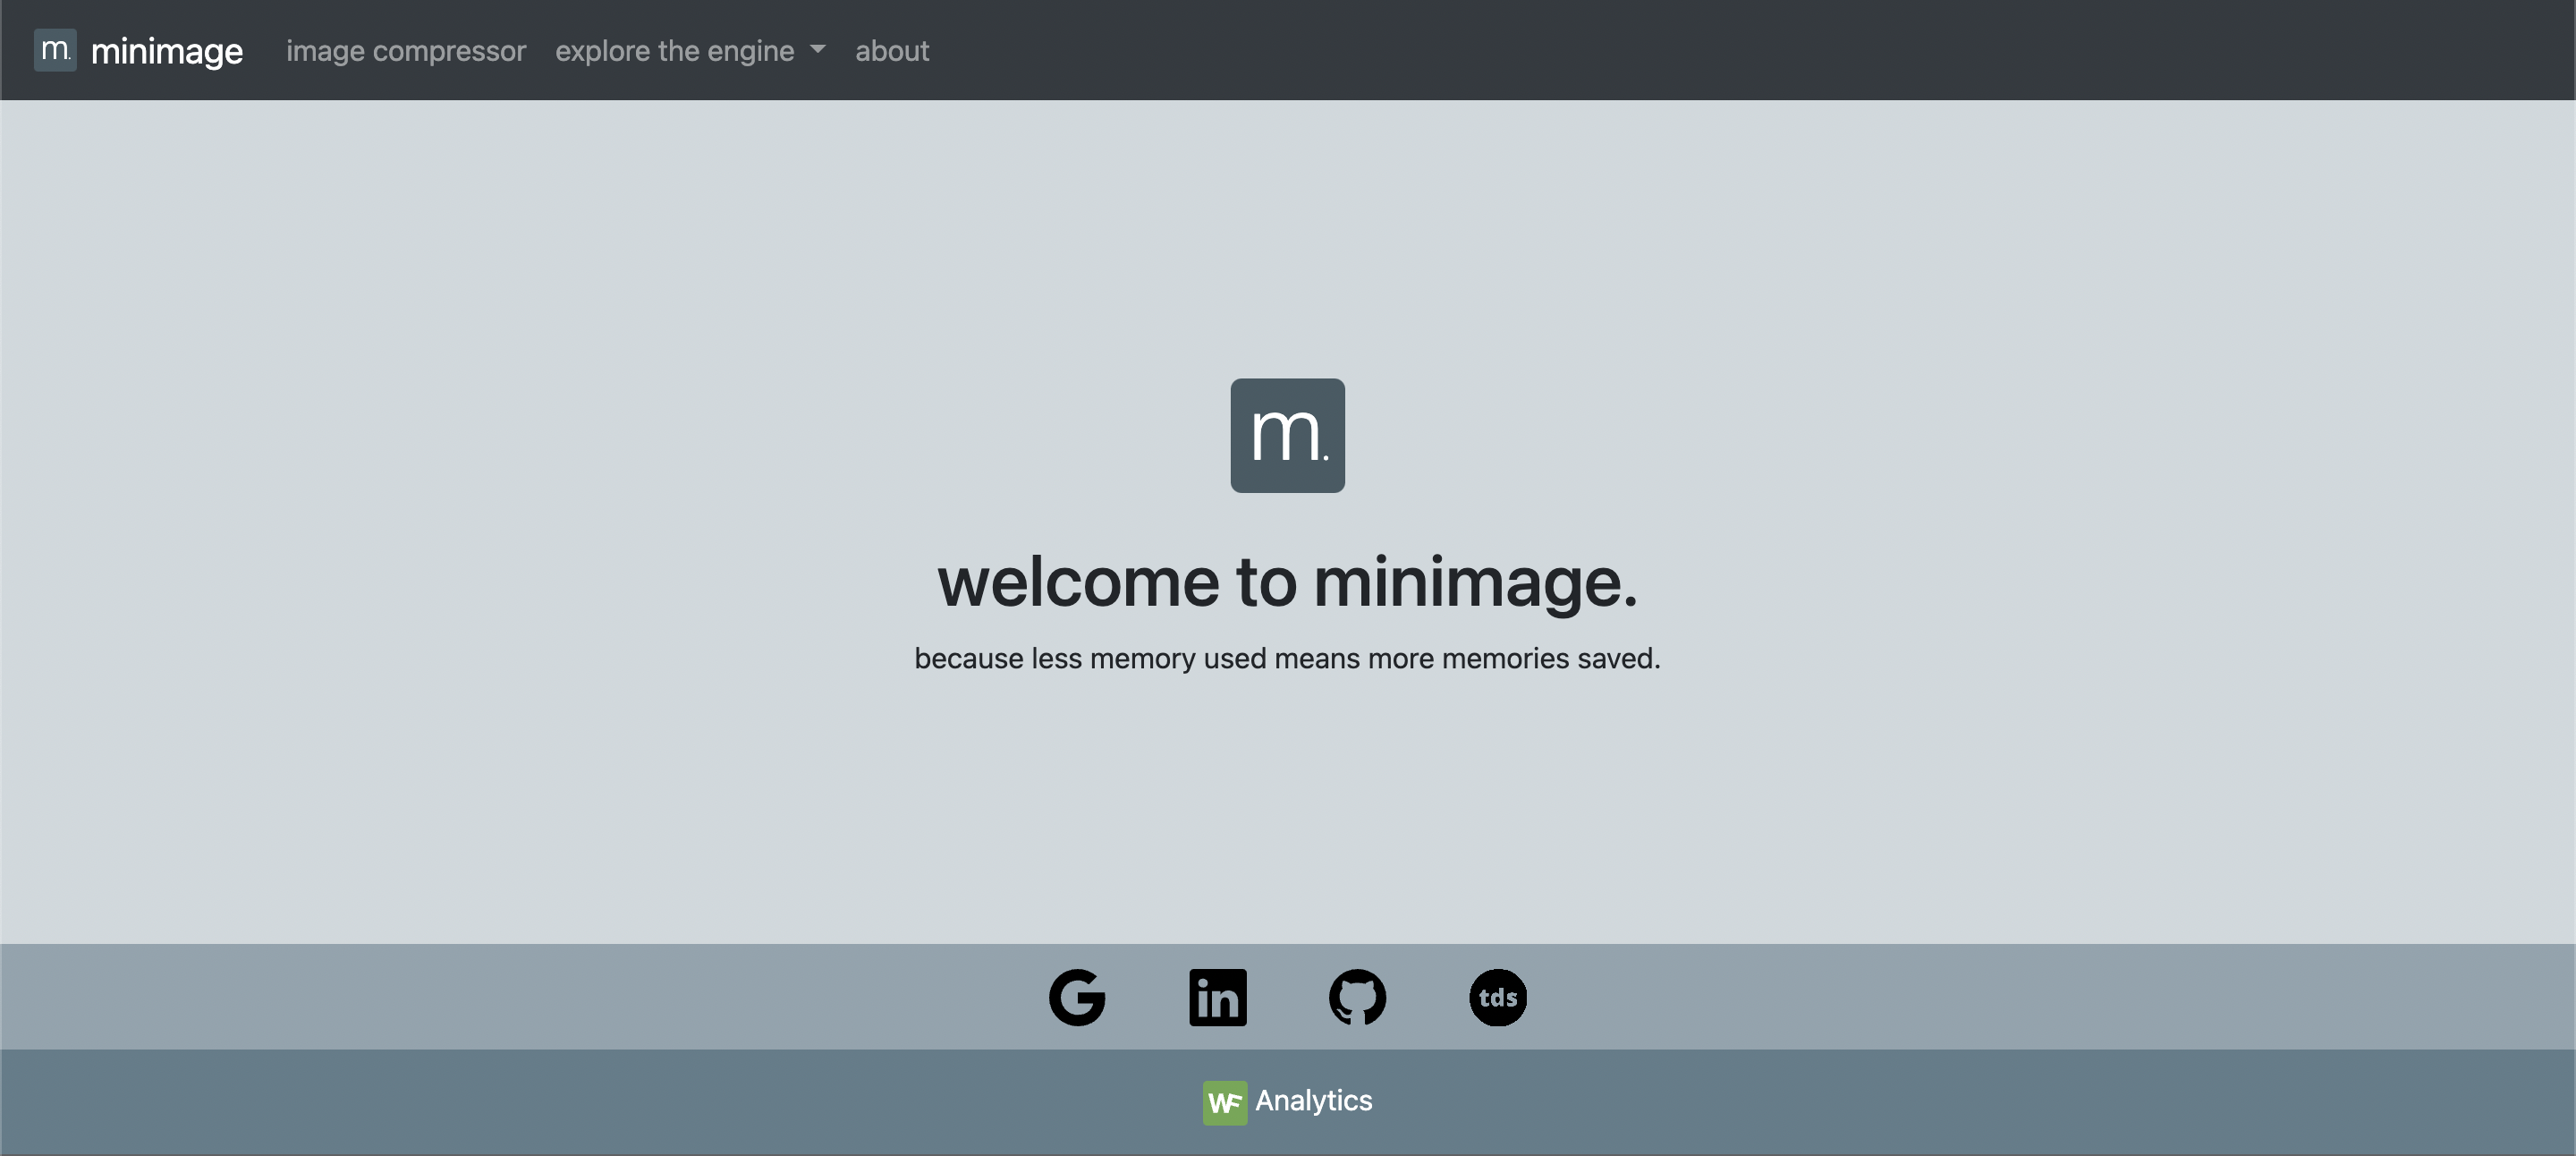 m. minimage image compressor explore the engine about
m.
welcome to minimage.
because less memory used means more memories saved.
G in tds
WF Analytics